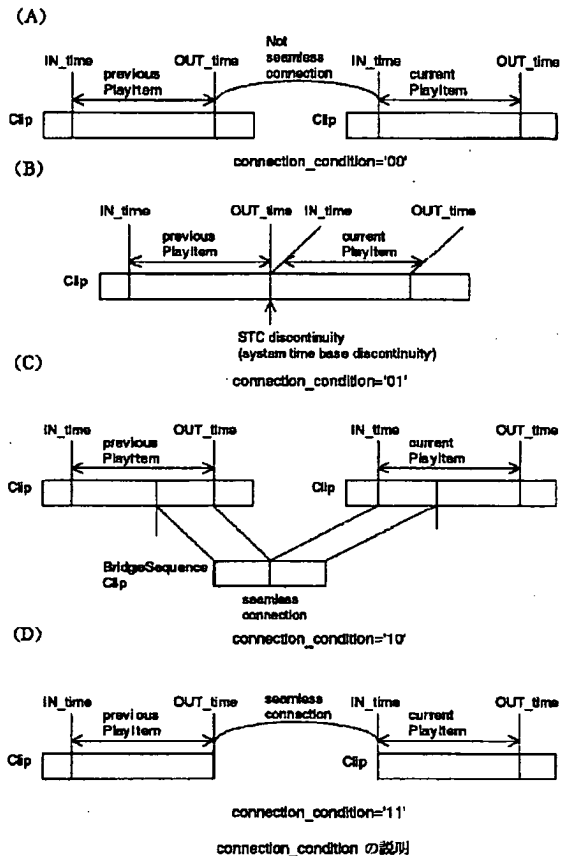 (A)
Not
seamless
connection
IN_time
previous
PlayItem
OUT_time
IN_time
current
PlayItem
OUT_time
Clip
Clip
connection_condition='00'
(B)
IN_time
OUT_time
IN_time
OUT_time
previous
PlayItem
current
PlayItem
Clip
STC discontinuity
(system time base discontinuity)
connection_condition='01'
(C)
IN_time
previous
PlayItem
OUT_time
IN_time
current
PlayItem
OUT_time
Clip
Clip
BridgeSequence
Clip
seamless
connection
connection_condition='10'
(D)
IN_time
previous
PlayItem
OUT_time
seamless
connection
IN_time
current
PlayItem
OUT_time
Clip
Clip
connection_condition='11'
connection_condition の説明